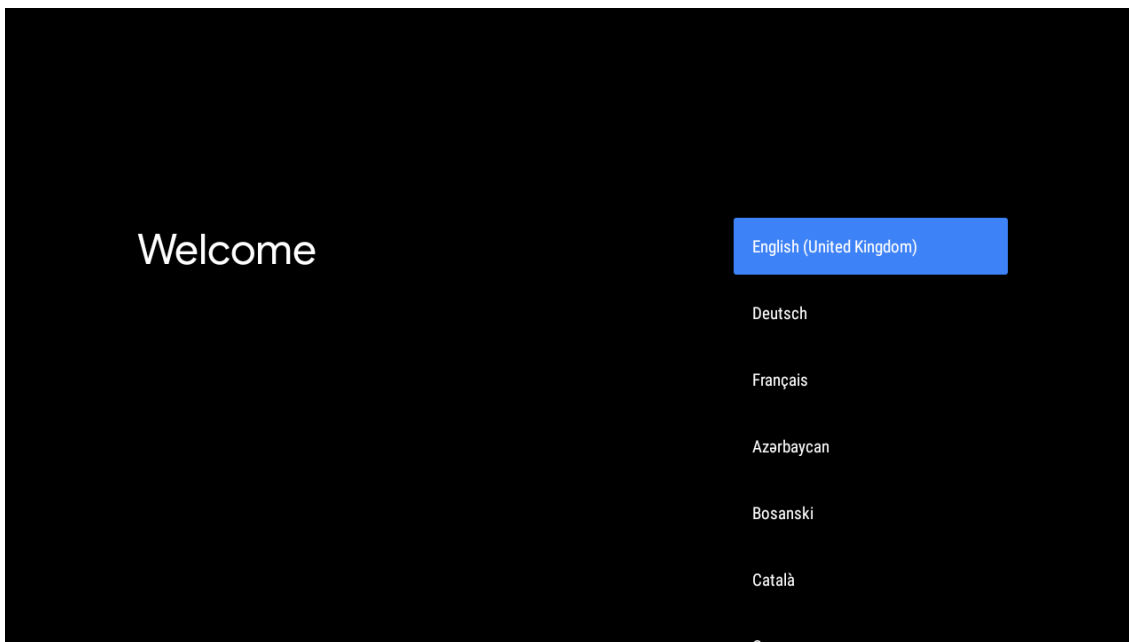 Welcome
English (United Kingdom)
Deutsch
Français
Azərbaycan
Bosanski
Català